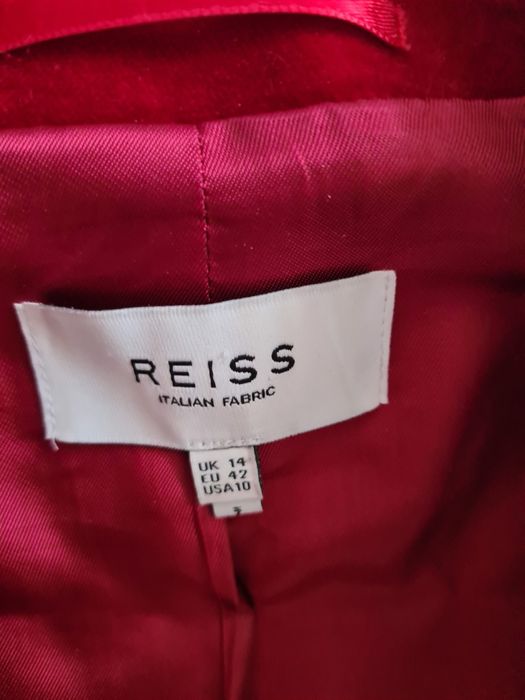 REISS
ITALIAN FABRIC
UK 14
EU 42
USA10